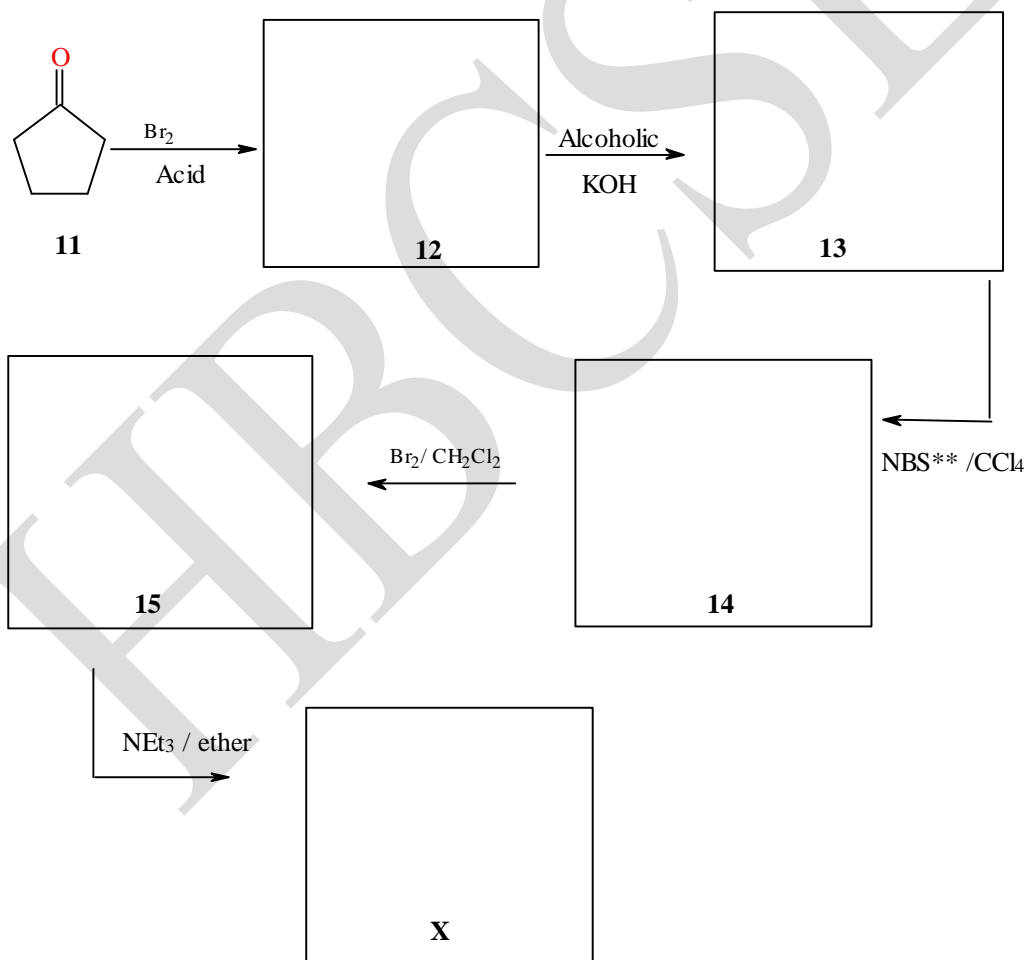 O
Br2
Acid
11
12
Alcoholic
KOH
13
NBS** /CCl4
14
Br2/ CH2Cl2
15
NEt3 / ether
X
HBCSE